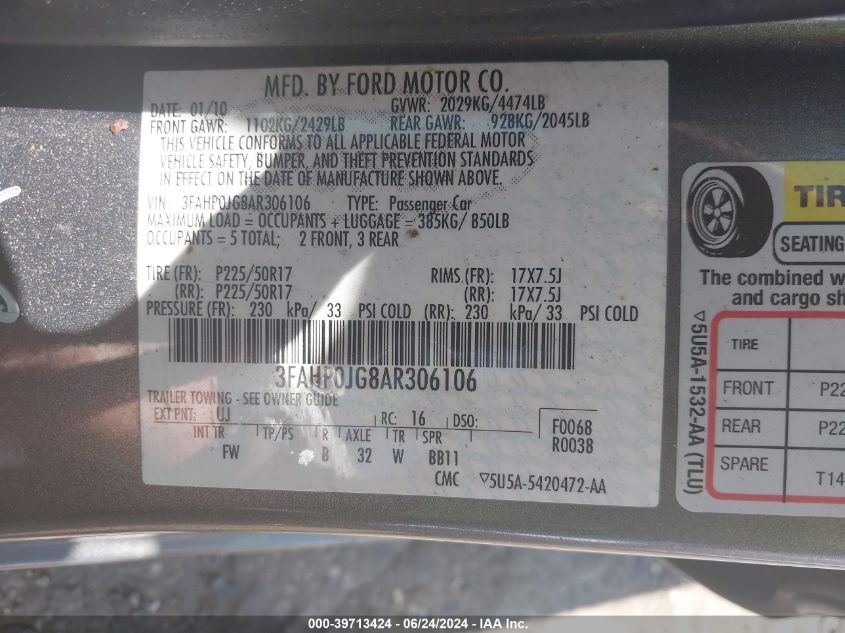 MFD. BY FORD MOTOR CO.
DATE: 01/10 GVWR: 2029KG/4474LB
FRONT GAWR: 1102KG/2429LB REAR GAWR: 928KG/2045LB
THIS VEHICLE CONFORMS TO ALL APPLICABLE FEDERAL MOTOR
VEHICLE SAFETY, BUMPER, AND THEFT PREVENTION STANDARDS
IN EFFECT ON THE DATE OF MANUFACTURE SHOWN ABOVE.
VIN: 3FAHP0JG8AR306106 TYPE: Passenger Car
MAXIMUM LOAD = OCCUPANTS + LUGGAGE = 385KG/ 850LB
OCCUPANTS = 5 TOTAL; 2 FRONT, 3 REAR
TIRE (FR): P225/50R17 RIMS (FR): 17X7.5J
(RR): P225/50R17 (RR): 17X7.5J
PRESSURE (FR): 230 kPa/ 33 PSI COLD (RR): 230 kPa/ 33 PSI COLD
3FAHP0JG8AR306106
TRAILER TOWING - SEE OWNER GUIDE
EXT PNT: UJ RC: 16 DSO: F0068
INT TR TP/PS R AXLE TR SPR R0038
FW B 32 W BB11
CMC ▽5U5A-5420472-AA
TIR
SEATING
The combined w
and cargo sh
TIRE
FRONT P22
REAR P22
SPARE T14
▽5U5A-1532-AA (TLU)
000-39713424 - 06/24/2024 - IAAI.COM.